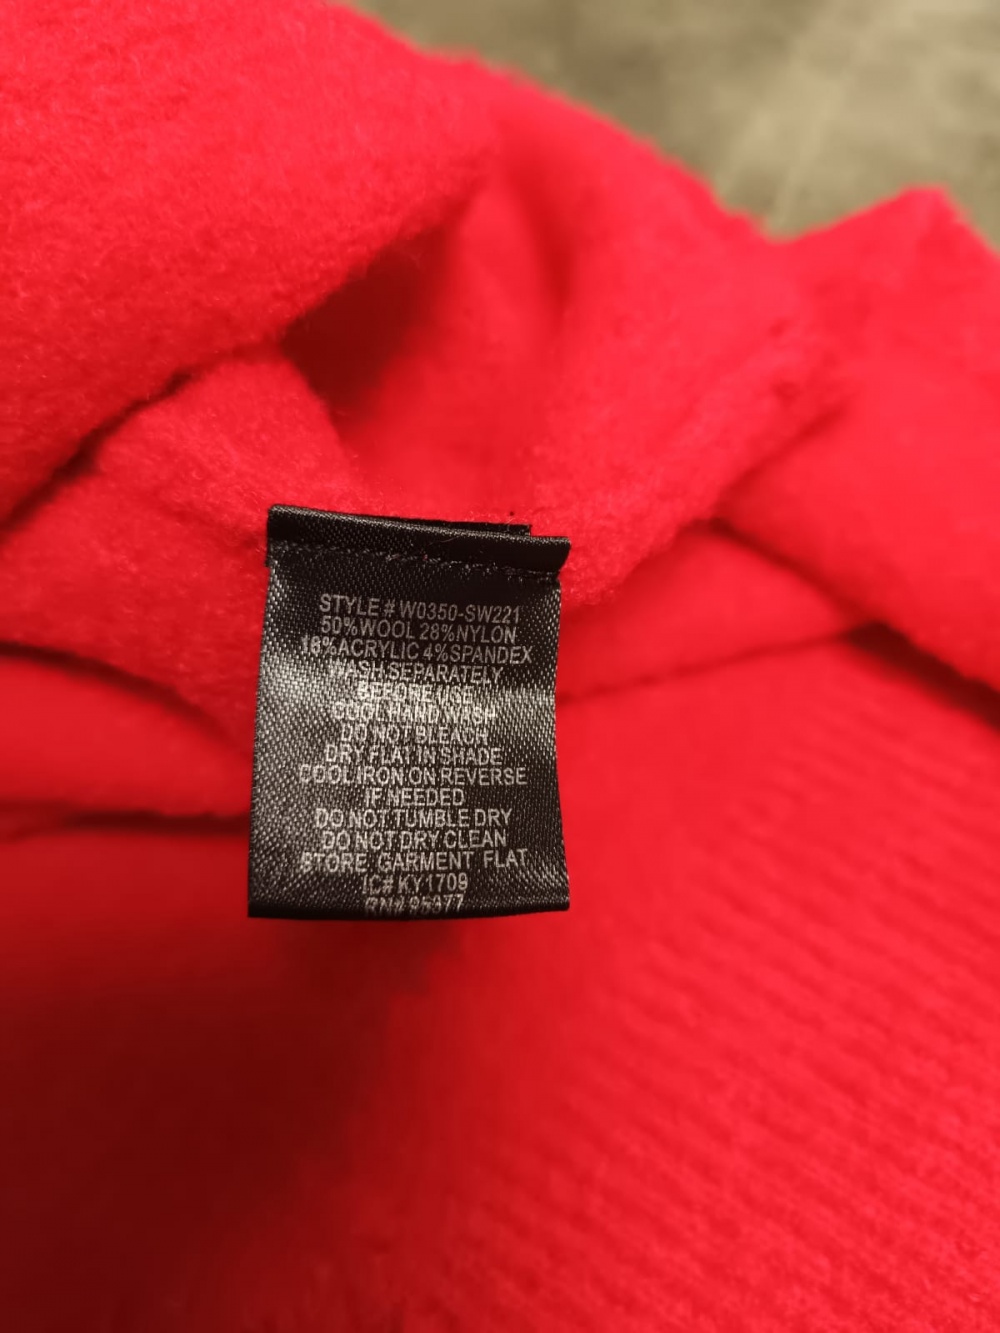 STYLE # W0350-SW221
50%WOOL 28%NYLON
18%ACRYLIC 4%SPANDEX
WASH SEPARATELY
BEFORE USE
COOL HAND WASH
DO NOT BLEACH
DRY FLAT IN SHADE
COOL IRON ON REVERSE
IF NEEDED
DO NOT TUMBLE DRY
DO NOT DRY CLEAN
STORE GARMENT FLAT
IC# KY1709
RN# 95377